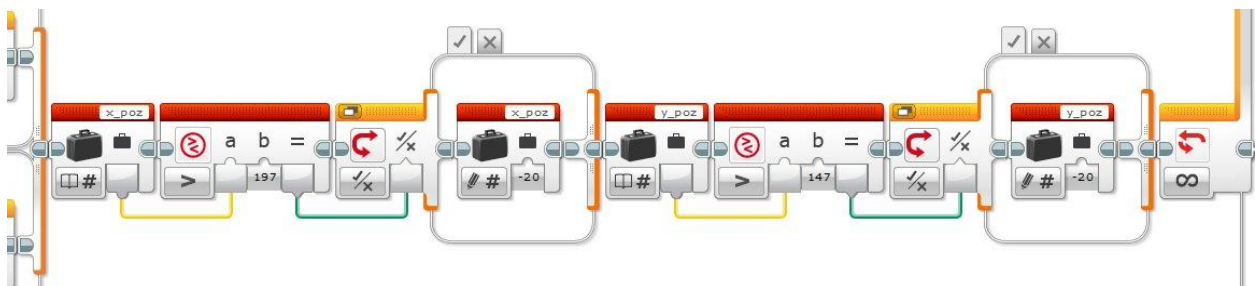 x_poz
a b =
x_poz
y_poz
a b =
y_poz
#
>
197
#
-20
#
>
147
#
-20
∞